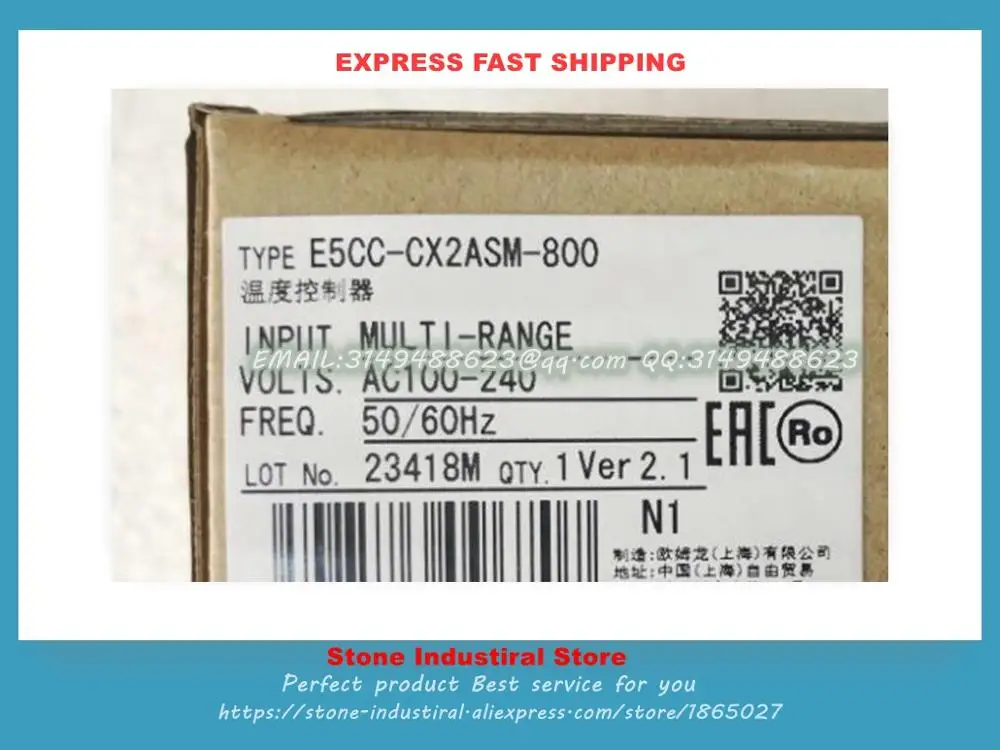 EXPRESS FAST SHIPPING
TYPE E5CC-CX2ASM-800
温度控制器
INPUT MULTI-RANGE
EMAIL:3149488623@qq.com QQ:3149488623
VOLTS. AC100-240
FREQ. 50/60Hz
EAC Ro
LOT No. 23418M QTY. 1 Ver 2.1
N1
制造:欧姆龙(上海)有限公司
地址:中国(上海)自由贸易
Stone Industiral Store
Perfect product Best service for you
https://stone-industiral.aliexpress.com/store/1865027